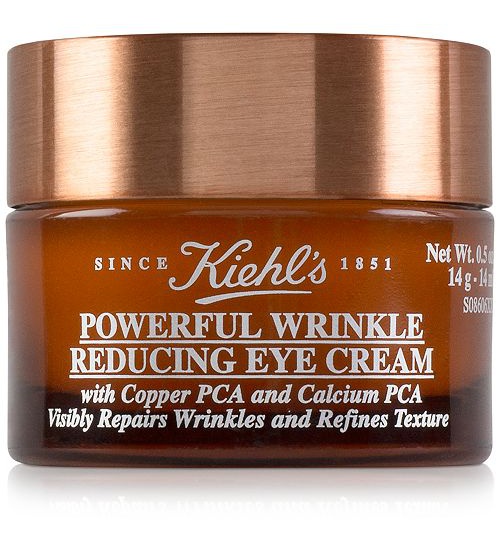 SINCE Kiehl's 1851
POWERFUL WRINKLE
REDUCING EYE CREAM
with Copper PCA and Calcium PCA
Visibly Repairs Wrinkles and Refines Texture
Net Wt. 0.5
14 g - 14